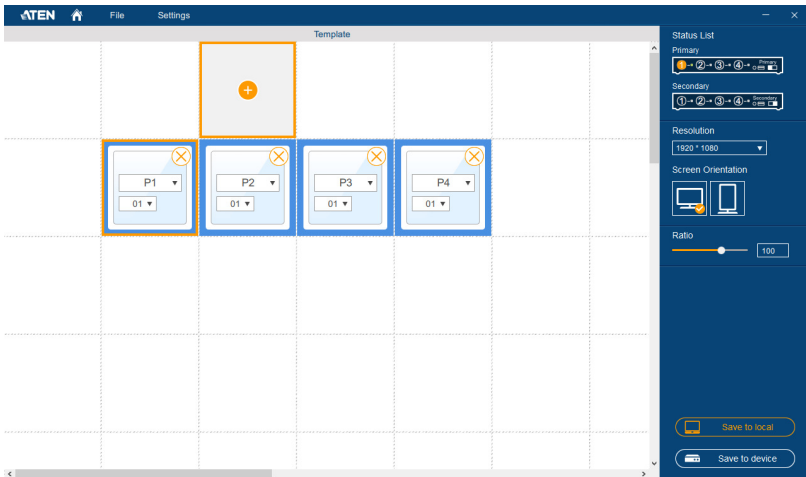 ATEN File Settings
Template
Status List
Primary
1 2 3 4 Primary
Secondary
1 2 3 4 Secondary
Resolution
1920 * 1080
Screen Orientation
Ratio
100
P1 P2 P3 P4
01 01 01 01
Save to local
Save to device